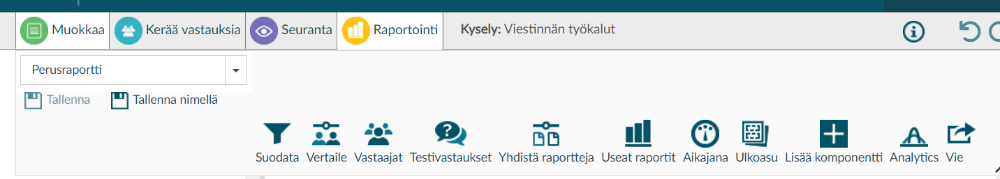 Muokkaa Kerää vastauksia Seuranta Raportointi Kysely: Viestinnän työkalut
Perusraportti
Tallenna Tallenna nimellä
Suodata Vertaile Vastaajat Testivastaukset Yhdistä raportteja Useat raportit Aikajana Ulkoasu Lisää komponentti Analytics Vie